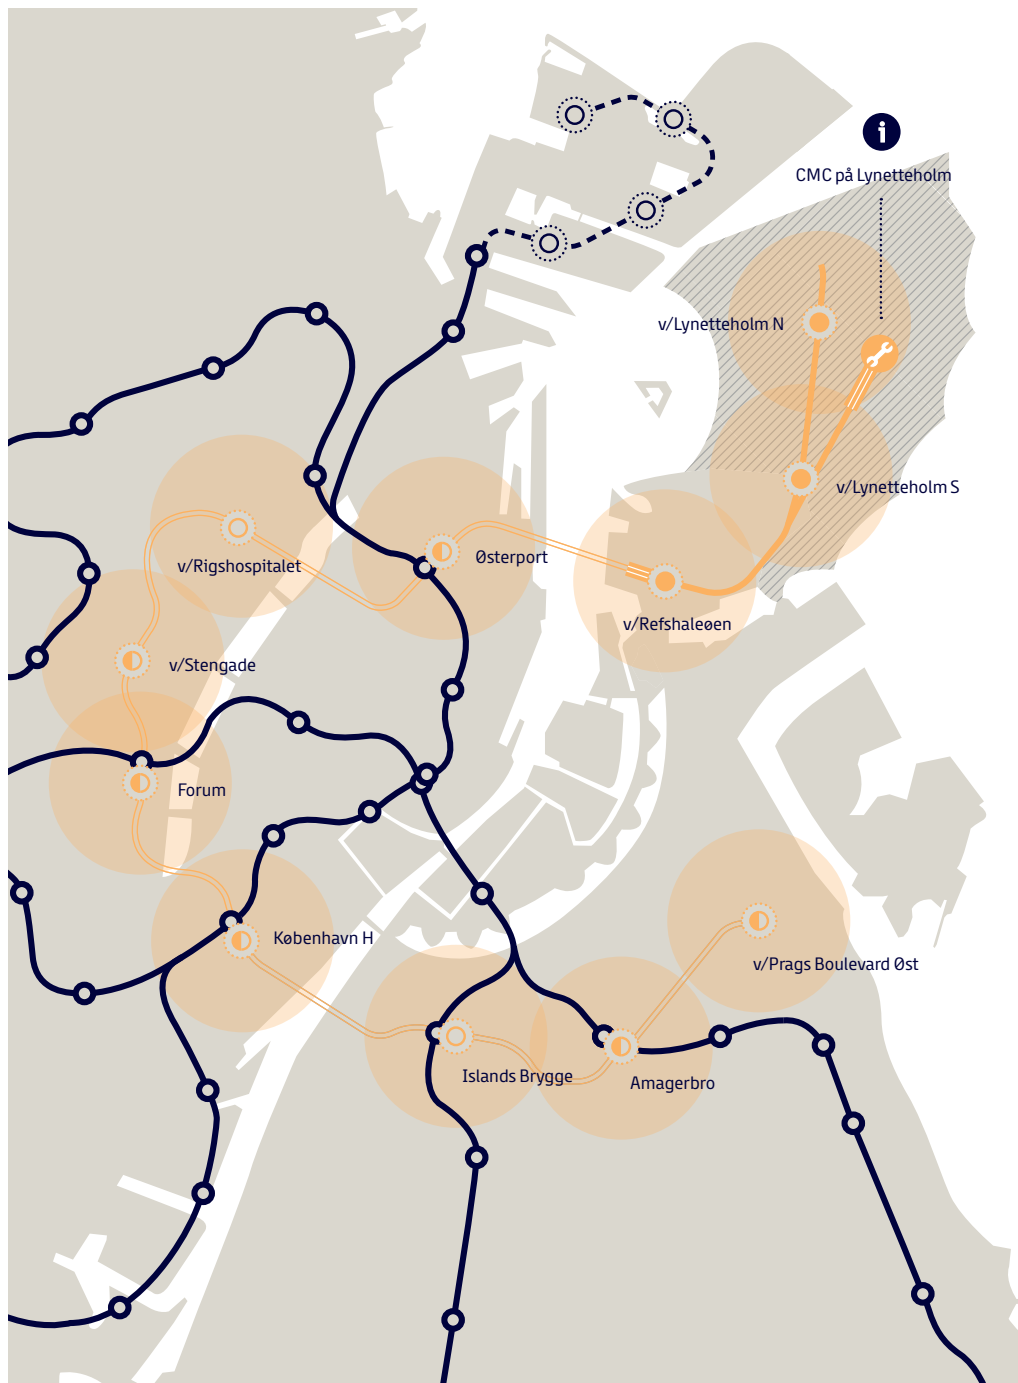 i
CMC på Lynetteholm
v/Lynetteholm N
v/Lynetteholm S
Østerport
v/Rigshospitalet
v/Refshaleøen
v/Stengade
Forum
København H
v/Prags Boulevard Øst
Islands Brygge
Amagerbro